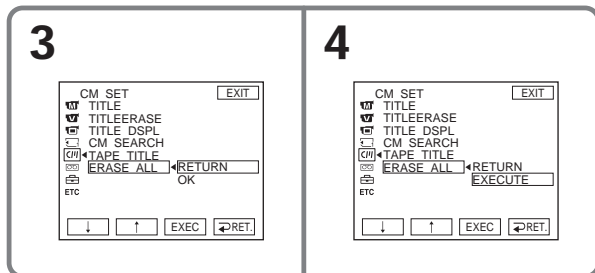 3
CM SET EXIT
TITLE
TITLEERASE
TITLE DSPL
CM SEARCH
TAPE TITLE
ERASE ALL RETURN
OK
ETC
↓ ↑ EXEC RET.
4
CM SET EXIT
TITLE
TITLEERASE
TITLE DSPL
CM SEARCH
TAPE TITLE
ERASE ALL RETURN
EXECUTE
ETC
↓ ↑ EXEC RET.